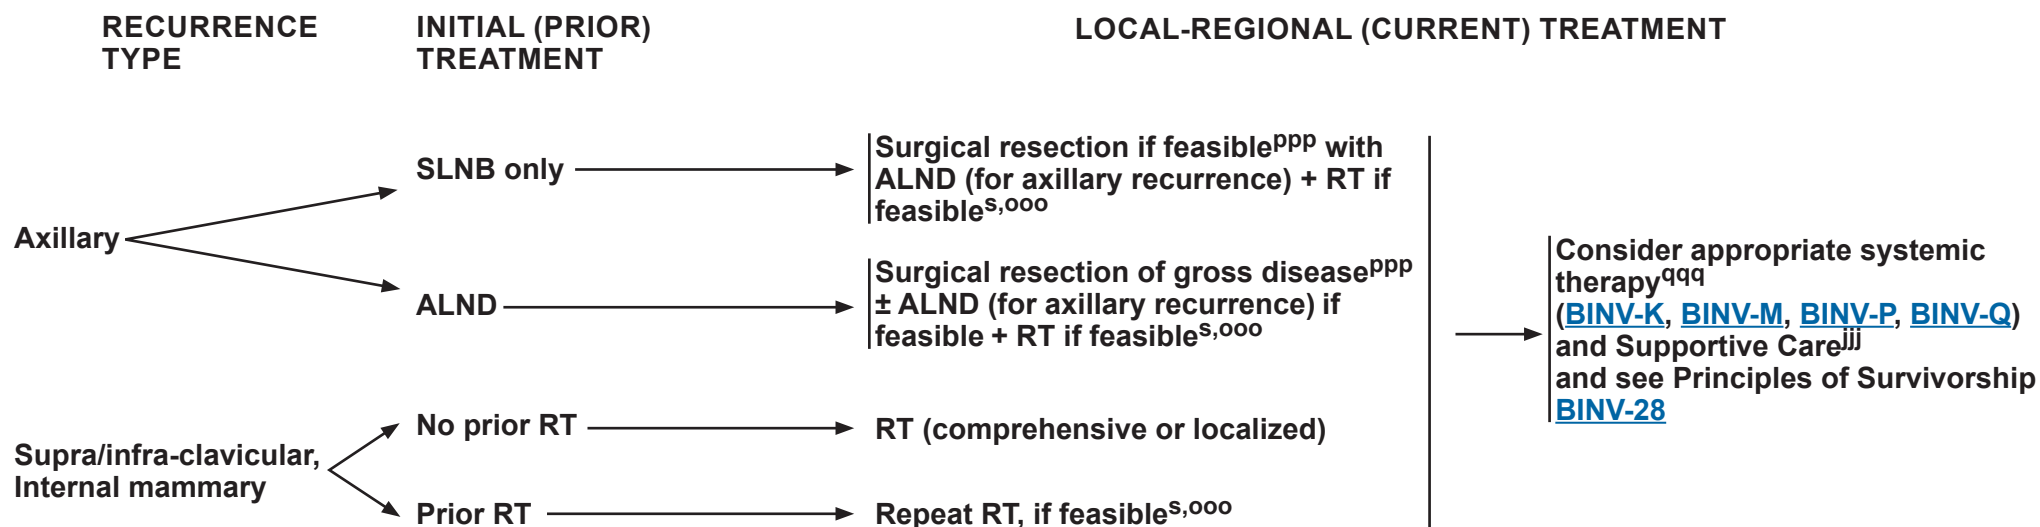 RECURRENCE
TYPE
INITIAL (PRIOR)
TREATMENT
LOCAL-REGIONAL (CURRENT) TREATMENT
Axillary
SLNB only
Surgical resection if feasibleppp with
ALND (for axillary recurrence) + RT if
feasibles,ooo
ALND
Surgical resection of gross diseaseppp
± ALND (for axillary recurrence) if
feasible + RT if feasibles,ooo
Supra/infra-clavicular,
Internal mammary
No prior RT
RT (comprehensive or localized)
Prior RT
Repeat RT, if feasibles,ooo
Consider appropriate systemic
therapyqqq
(BINV-K, BINV-M, BINV-P, BINV-Q)
and Supportive Carejjj
and see Principles of Survivorship
BINV-28